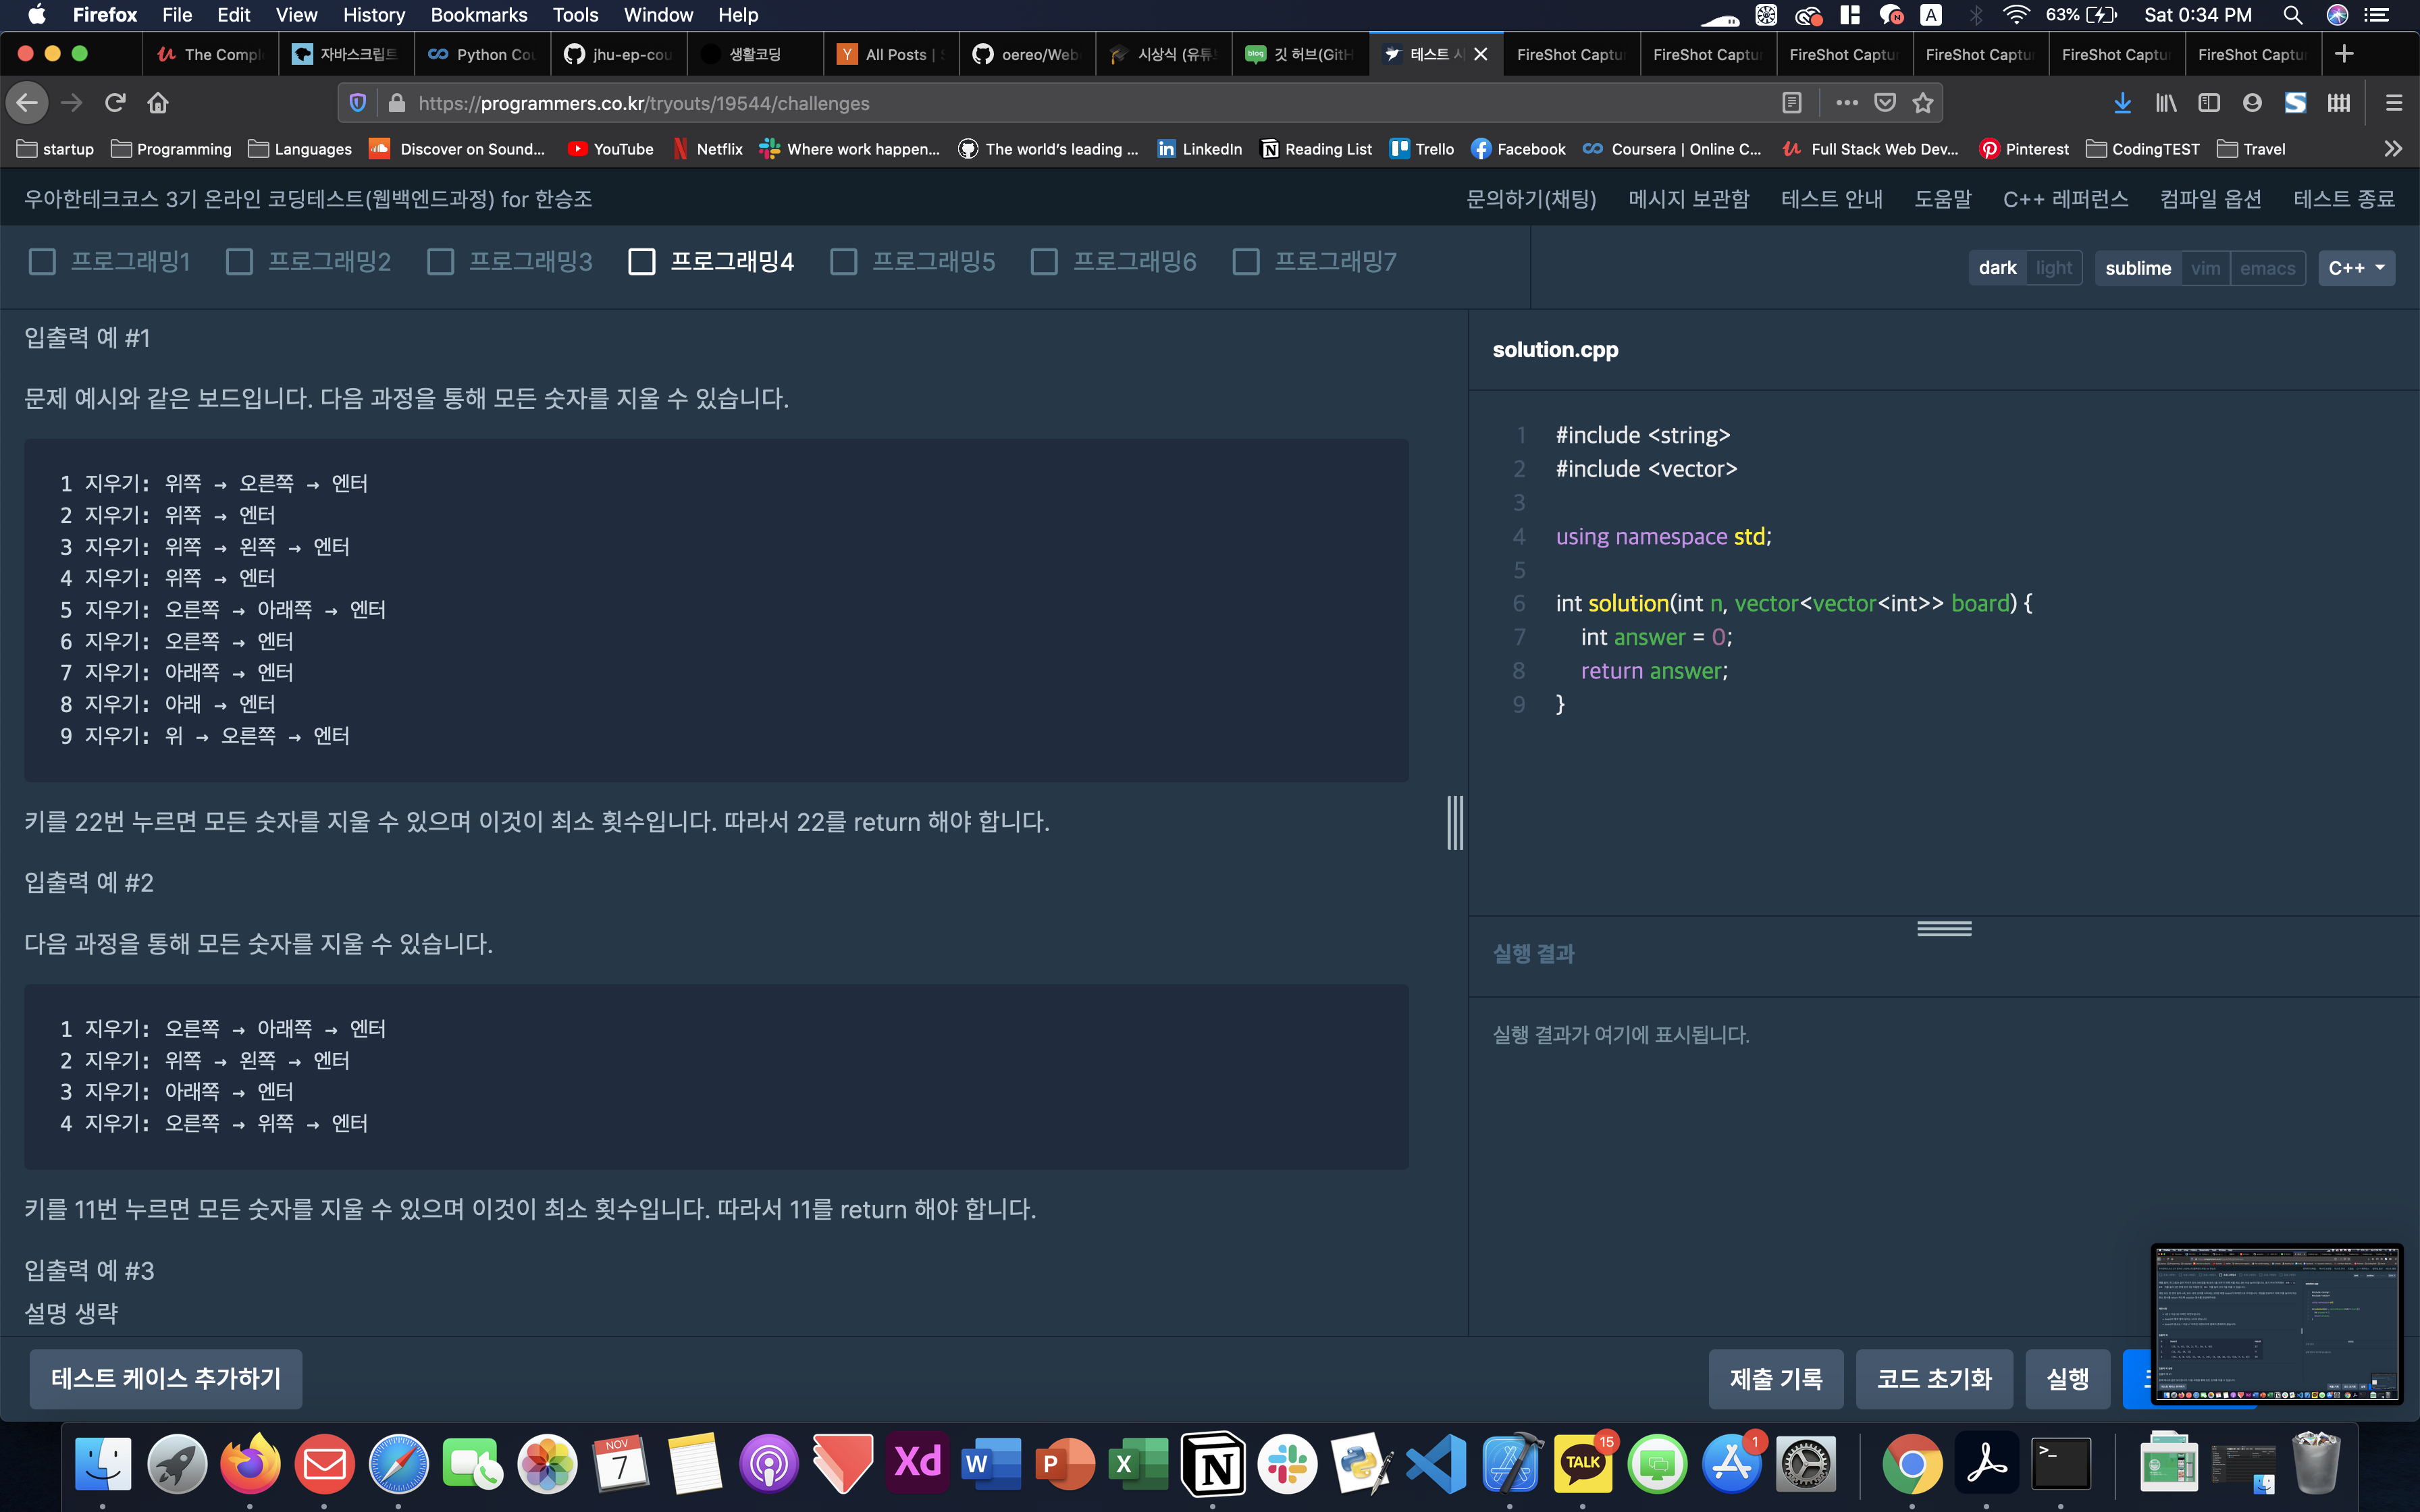 Firefox File Edit View History Bookmarks Tools Window Help
A 63% Sat 0:34 PM
The Compl 자바스크립트 Python Cou jhu-ep-cou 생활코딩 All Posts | S oereo/Web 시상식 (유튜브 깃 허브(GitH 테스트 시 FireShot Captur FireShot Captur FireShot Captur FireShot Captur FireShot Captur FireShot Captur
https://programmers.co.kr/tryouts/19544/challenges
startup Programming Languages Discover on Sound... YouTube Netflix Where work happen... The world's leading ... LinkedIn Reading List Trello Facebook Coursera | Online C... Full Stack Web Dev... Pinterest CodingTEST Travel
우아한테크코스 3기 온라인 코딩테스트(웹백엔드과정) for 한승조 문의하기(채팅) 메시지 보관함 테스트 안내 도움말 C++ 레퍼런스 컴파일 옵션 테스트 종료
프로그래밍1 프로그래밍2 프로그래밍3 프로그래밍4 프로그래밍5 프로그래밍6 프로그래밍7 dark light sublime vim emacs C++
입출력 예 #1
문제 예시와 같은 보드입니다. 다음 과정을 통해 모든 숫자를 지울 수 있습니다.
1 지우기: 위쪽 → 오른쪽 → 엔터
2 지우기: 위쪽 → 엔터
3 지우기: 위쪽 → 왼쪽 → 엔터
4 지우기: 위쪽 → 엔터
5 지우기: 오른쪽 → 아래쪽 → 엔터
6 지우기: 오른쪽 → 엔터
7 지우기: 아래쪽 → 엔터
8 지우기: 아래 → 엔터
9 지우기: 위 → 오른쪽 → 엔터
키를 22번 누르면 모든 숫자를 지울 수 있으며 이것이 최소 횟수입니다. 따라서 22를 return 해야 합니다.
입출력 예 #2
다음 과정을 통해 모든 숫자를 지울 수 있습니다.
1 지우기: 오른쪽 → 아래쪽 → 엔터
2 지우기: 위쪽 → 왼쪽 → 엔터
3 지우기: 아래쪽 → 엔터
4 지우기: 오른쪽 → 위쪽 → 엔터
키를 11번 누르면 모든 숫자를 지울 수 있으며 이것이 최소 횟수입니다. 따라서 11를 return 해야 합니다.
입출력 예 #3
설명 생략
solution.cpp
1 #include <string>
2 #include <vector>
3
4 using namespace std;
5
6 int solution(int n, vector<vector<int>> board) {
7 int answer = 0;
8 return answer;
9 }
실행 결과
실행 결과가 여기에 표시됩니다.
테스트 케이스 추가하기 제출 기록 코드 초기화 실행
NOV 7 Xd W P X N TALK 15 1 >_